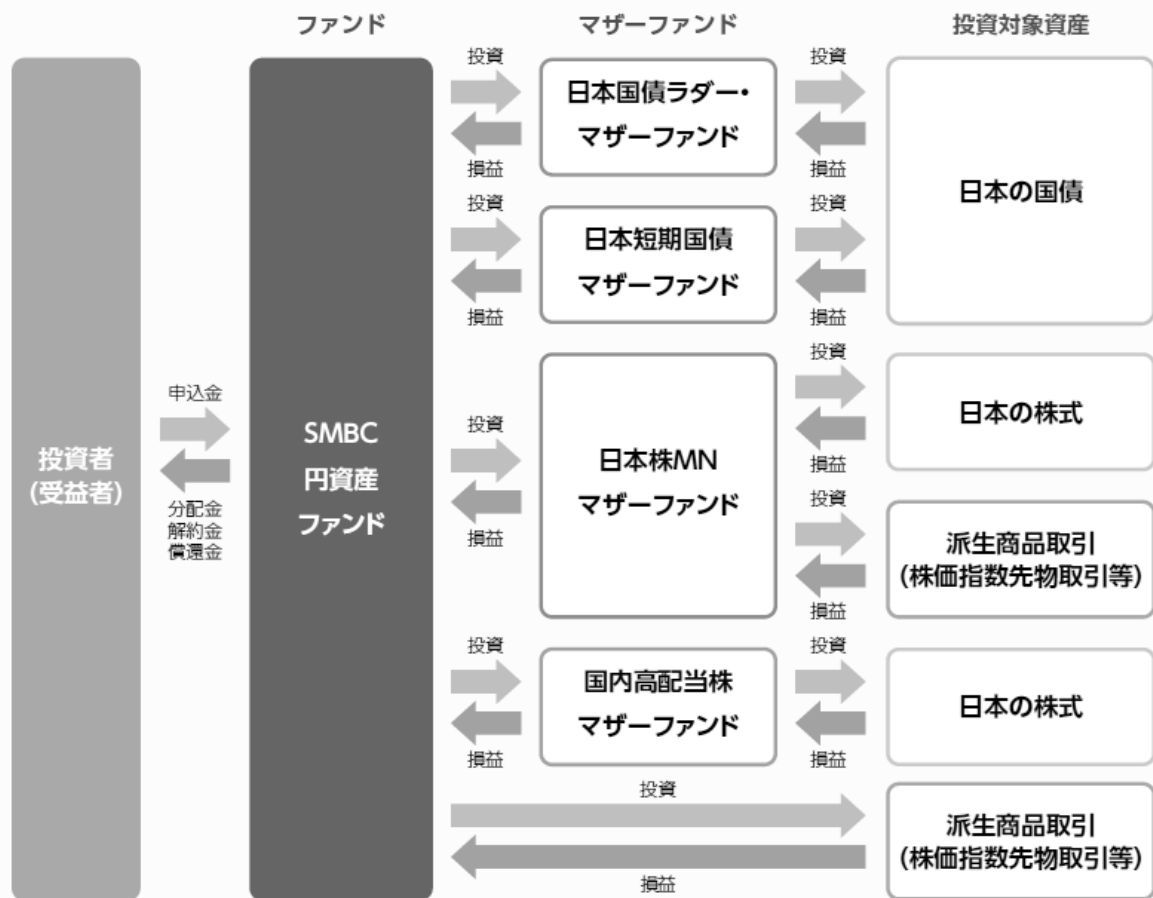 ファンド
マザーファンド
投資対象資産
投資者
(受益者)
申込金
分配金
解約金
償還金
SMBC
円資産
ファンド
投資
損益
日本国債ラダー・
マザーファンド
投資
損益
日本の国債
投資
損益
日本短期国債
マザーファンド
投資
損益
投資
損益
日本株MN
マザーファンド
投資
損益
日本の株式
投資
損益
派生商品取引
(株価指数先物取引等)
投資
損益
国内高配当株
マザーファンド
投資
損益
日本の株式
投資
損益
派生商品取引
(株価指数先物取引等)